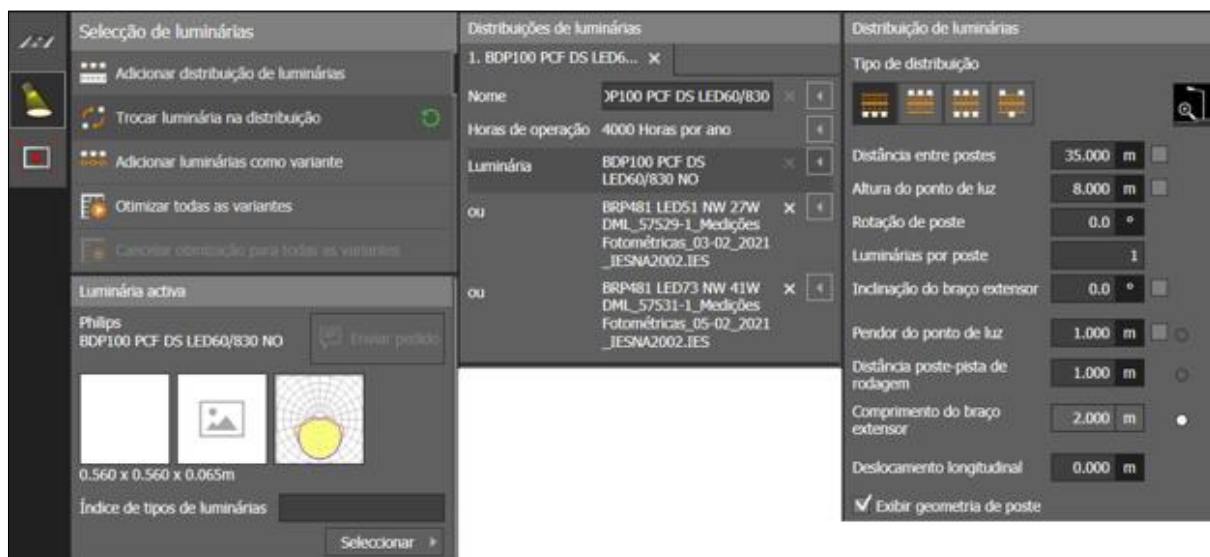 Selecção de luminárias
Adicionar distribuição de luminárias
Trocar luminária na distribuição
Adicionar luminárias como variante
Otimizar todas as variantes
Cancelar otimização para todas as variantes
Luminária activa
Philips
BDP100 PCF DS LED60/830 NO
Enviar pedido
0.560 x 0.560 x 0.065m
Índice de tipos de luminárias
Seleccionar
Distribuições de luminárias
1. BDP100 PCF DS LED6... X
Nome )P100 PCF DS LED60/830
Horas de operação 4000 Horas por ano
Luminária BDP100 PCF DS
LED60/830 NO
ou BRP481 LED51 NW 27W
DML_57529-1_Medições
Fotométricas_03-02_2021
_IESNA2002.IES
ou BRP481 LED73 NW 41W
DML_57531-1_Medições
Fotométricas_05-02_2021
_IESNA2002.IES
Distribuição de luminárias
Tipo de distribuição
Distância entre postes 35.000 m
Altura do ponto de luz 8.000 m
Rotação de poste 0.0 °
Luminárias por poste 1
Inclinação do braço extensor 0.0 °
Pendor do ponto de luz 1.000 m
Distância poste-pista de
rodagem 1.000 m
Comprimento do braço
extensor 2.000 m
Deslocamento longitudinal 0.000 m
Exibir geometria de poste